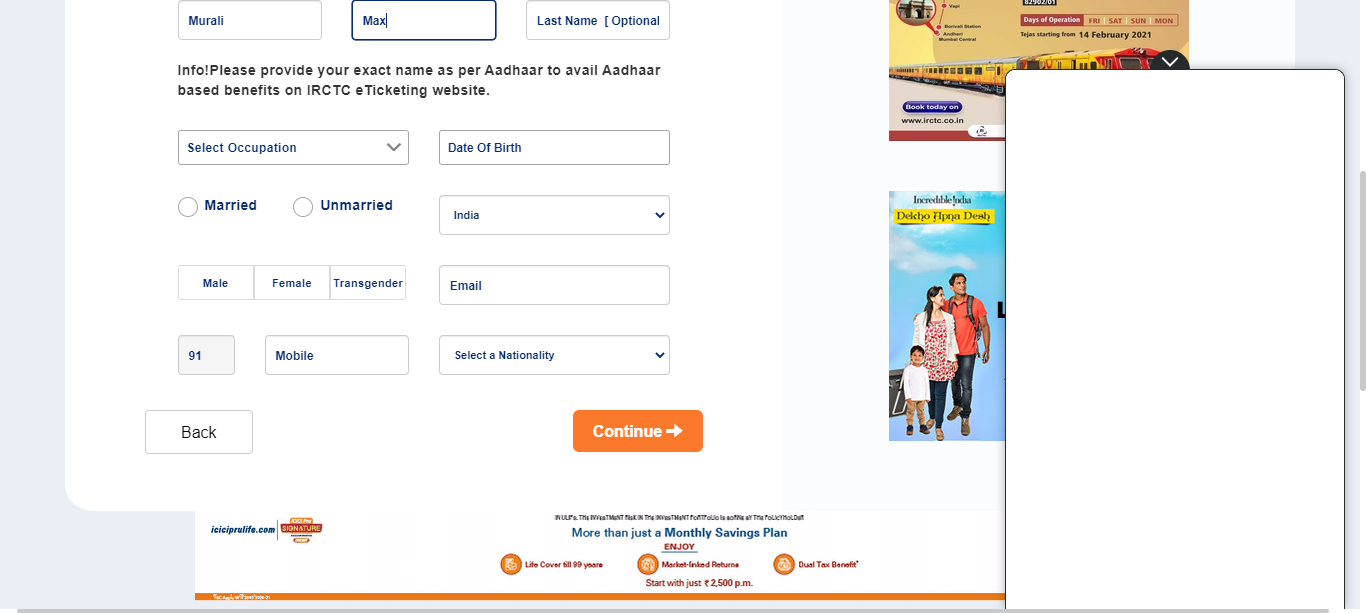 Murali
Max
Last Name [ Optional
Info!Please provide your exact name as per Aadhaar to avail Aadhaar
based benefits on IRCTC eTicketing website.
Select Occupation
Date Of Birth
Married
Unmarried
India
Male
Female
Transgender
Email
91
Mobile
Select a Nationality
Back
Continue
Vapi
Borivali Station
Andheri
Mumbai Central
82902/01
Days of Operation FRI SAT SUN MON
Tejas starting from 14 February 2021
Book today on
www.irctc.co.in
Incredible !ndia
Dekho Apna Desh
L
iciciprulife.com
ICICI Pru
SIGNATURE
IN ULIPs, THE INVESTMENT RISK IN THE INVESTMENT PORTFOLIO IS BORNE BY THE POLICYHOLDER
More than just a Monthly Savings Plan
ENJOY
Life Cover till 99 years
Market-linked Returns
Dual Tax Benefit*
Start with just ₹ 2,500 p.m.